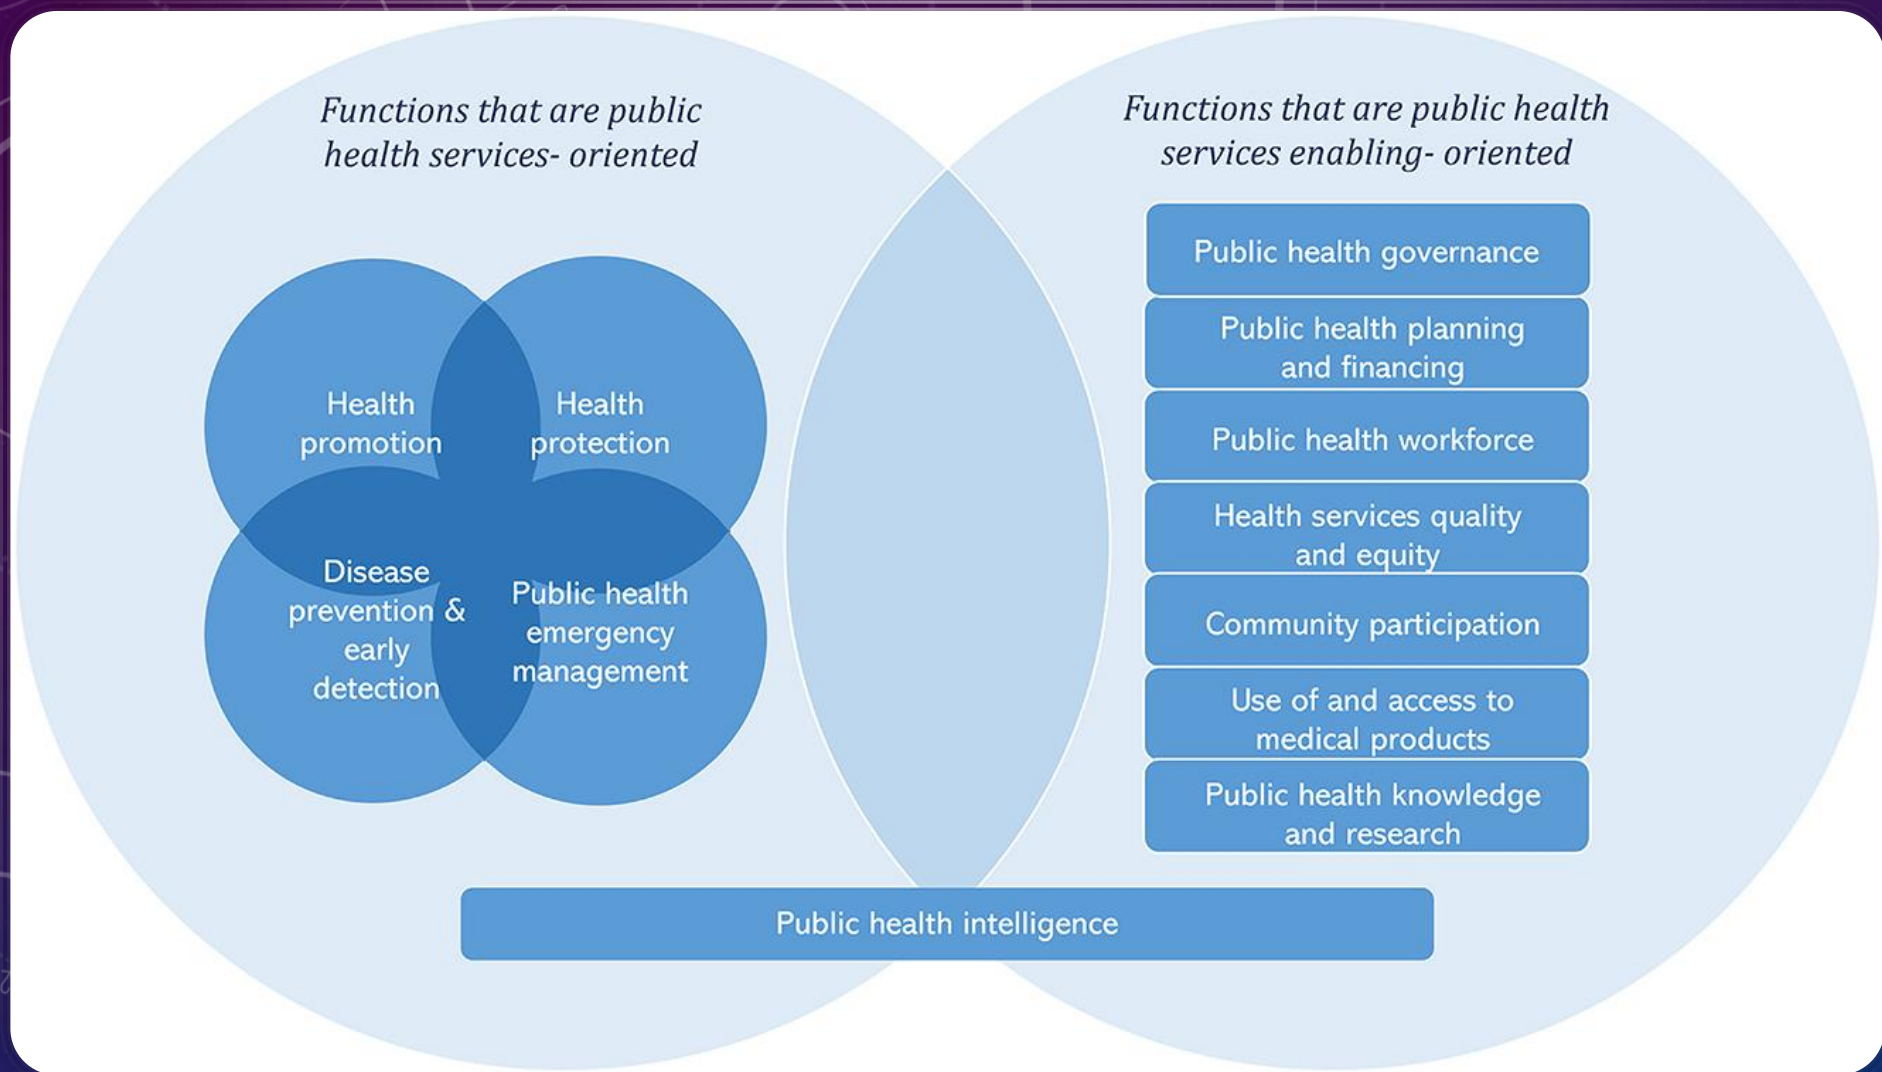 Functions that are public
health services- oriented
Health
promotion
Health
protection
Disease
prevention &
early
detection
Public health
emergency
management
Functions that are public health
services enabling- oriented
Public health governance
Public health planning
and financing
Public health workforce
Health services quality
and equity
Community participation
Use of and access to
medical products
Public health knowledge
and research
Public health intelligence